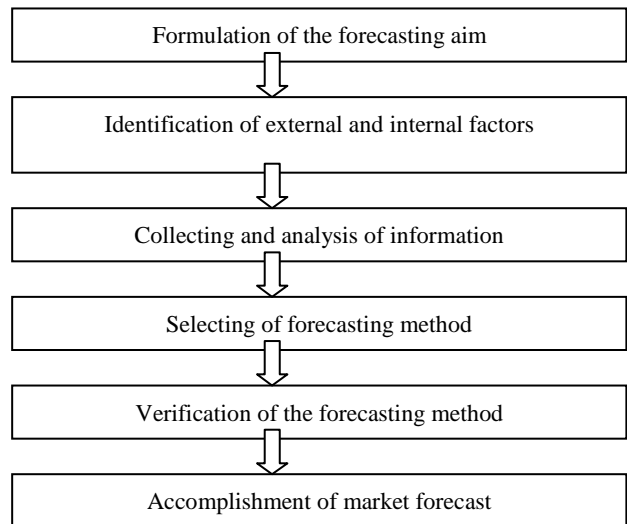 Formulation of the forecasting aim
Identification of external and internal factors
Collecting and analysis of information
Selecting of forecasting method
Verification of the forecasting method
Accomplishment of market forecast